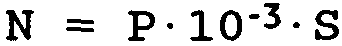 N = P·10⁻³·S